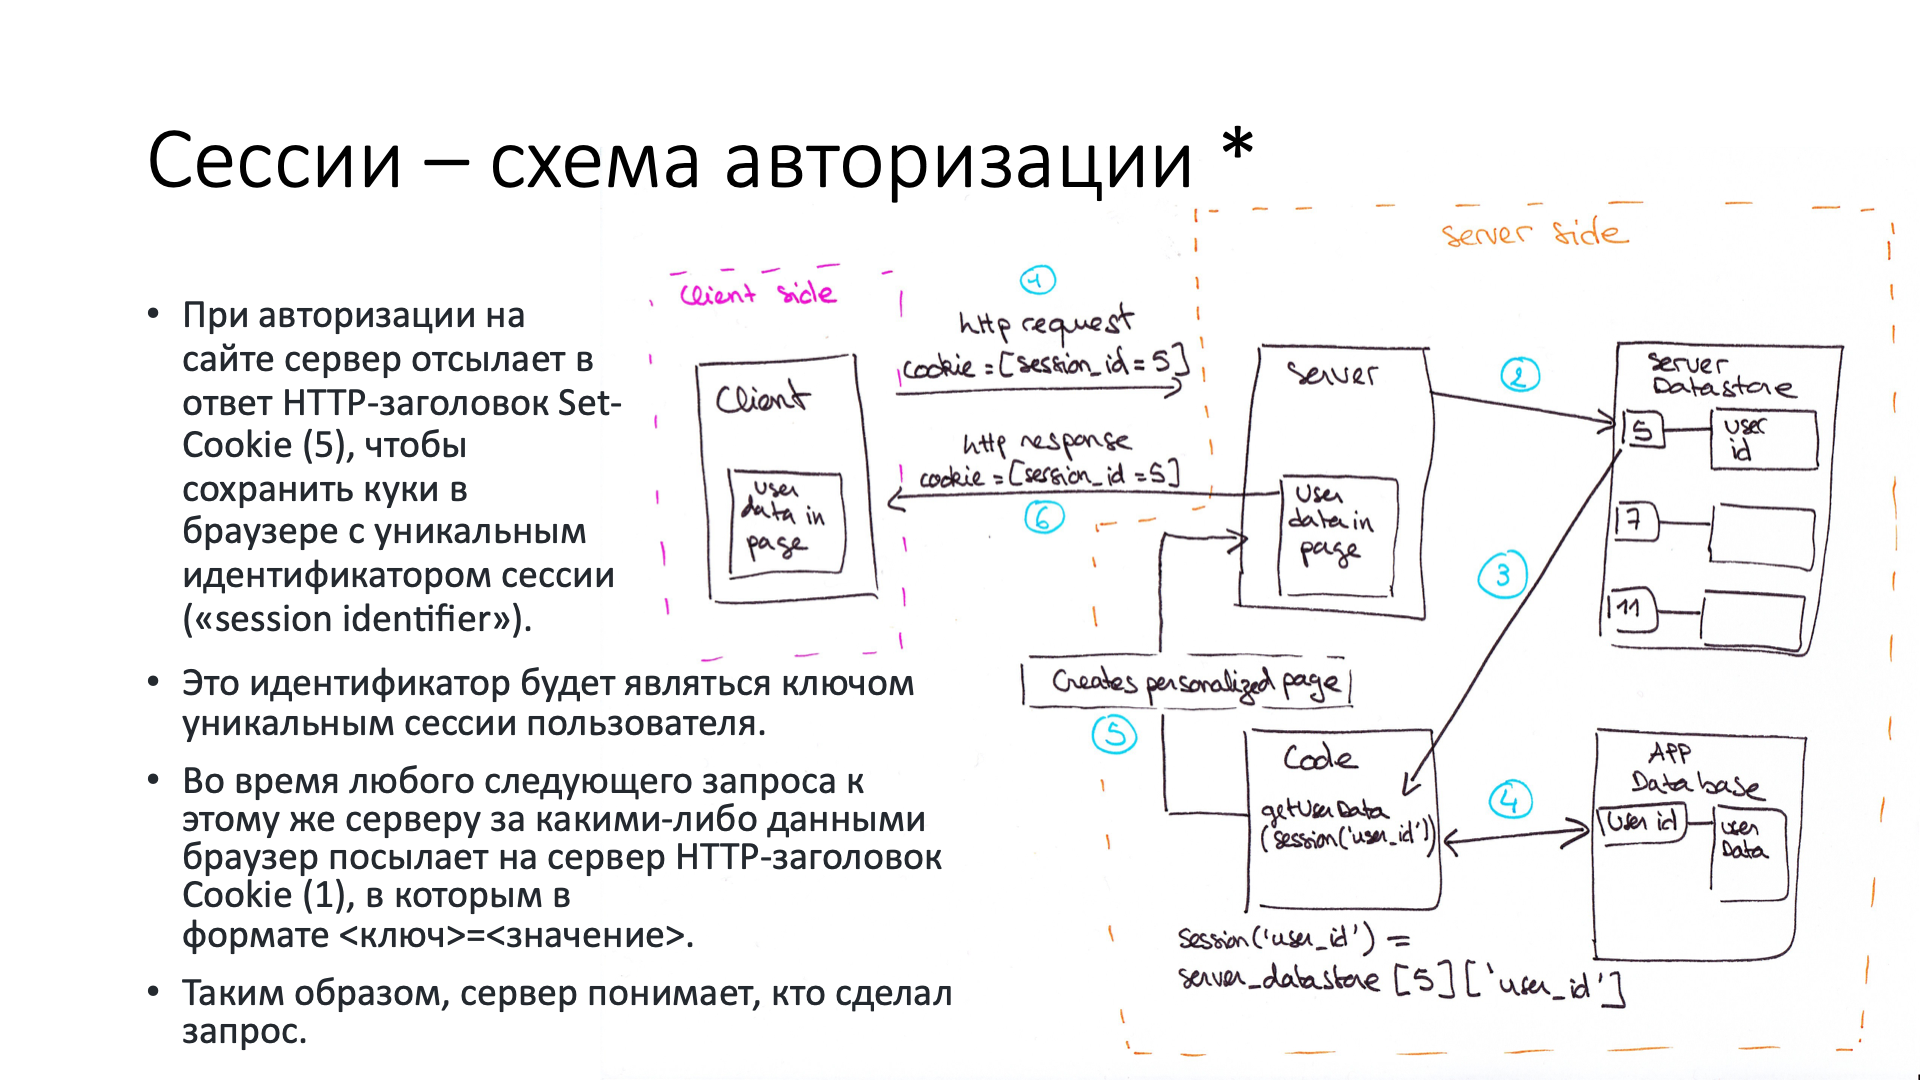 Сессии – схема авторизации *
• При авторизации на
сайте сервер отсылает в
ответ HTTP-заголовок Set-
Cookie (5), чтобы
сохранить куки в
браузере с уникальным
идентификатором сессии
(«session identifier»).
• Это идентификатор будет являться ключом
уникальным сессии пользователя.
• Во время любого следующего запроса к
этому же серверу за какими-либо данными
браузер посылает на сервер HTTP-заголовок
Cookie (1), в которым в
формате <ключ>=<значение>.
• Таким образом, сервер понимает, кто сделал
запрос.
client side
Client
user
data in
page
1
http request
cookie = [session_id = 5]
http response
cookie = [session_id = 5]
6
server side
Server
user
data in
page
2
Server
Datastore
5
user
id
7
11
3
Creates personalized page
5
Code
getUserData
(session('user_id'))
4
APP
Database
User id
user
Data
session('user_id') =
server_datastore [5] ['user_id']